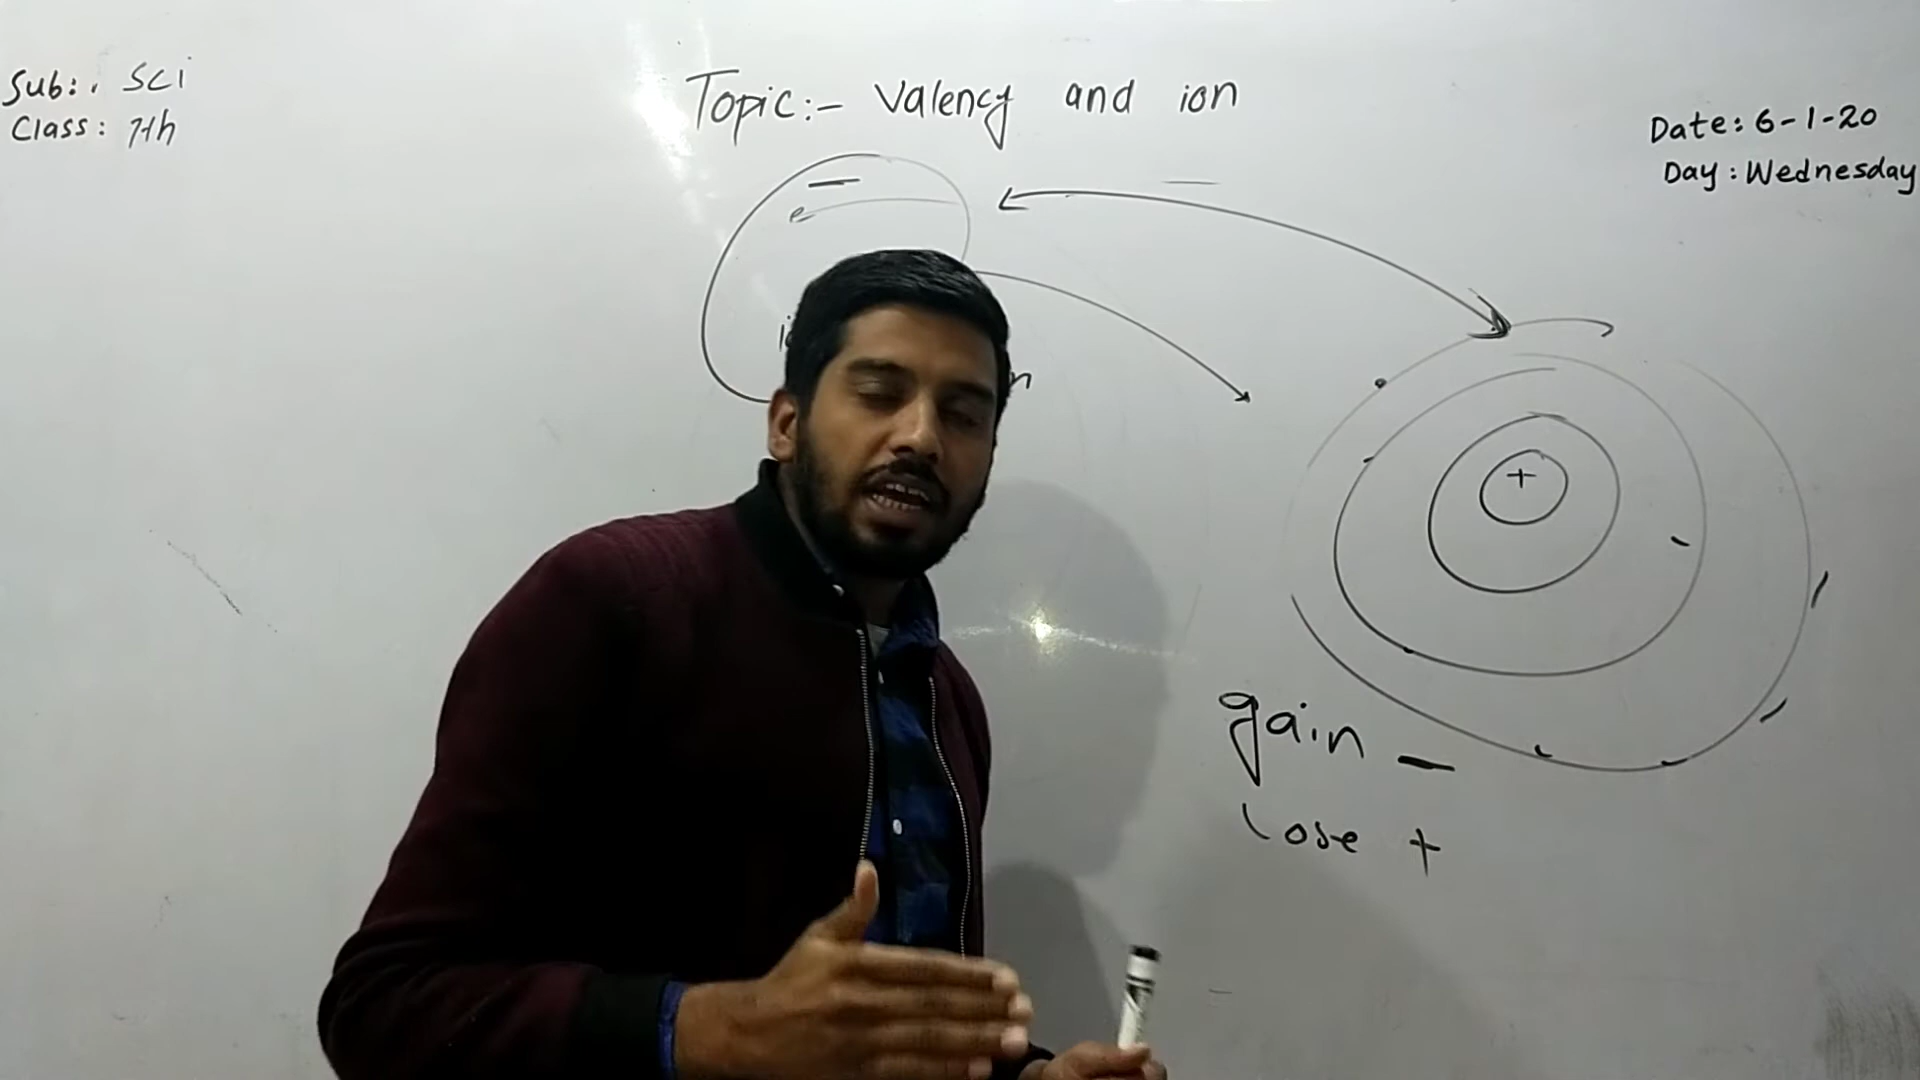 Sub: Sci
Class: 7th
Topic:- Valency and ion
Date: 6-1-20
Day: Wednesday
e
+
gain –
lose +